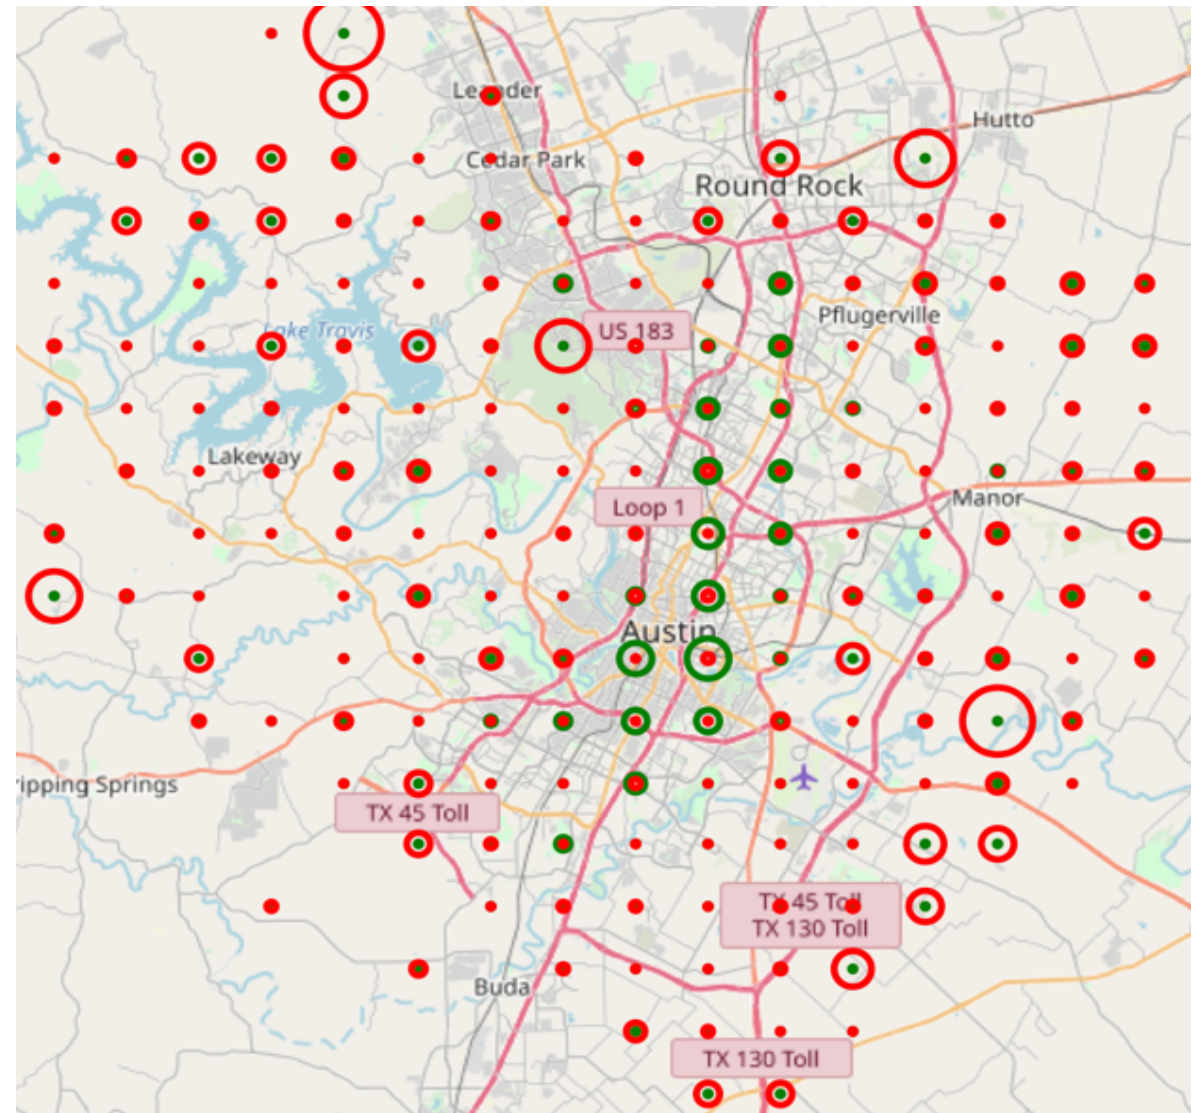 Leander
Hutto
Cedar Park
Round Rock
Lake Travis
US 183
Pflugerville
Lakeway
Loop 1
Manor
Austin
ripping Springs
TX 45 Toll
TX 45 Toll
TX 130 Toll
Buda
TX 130 Toll